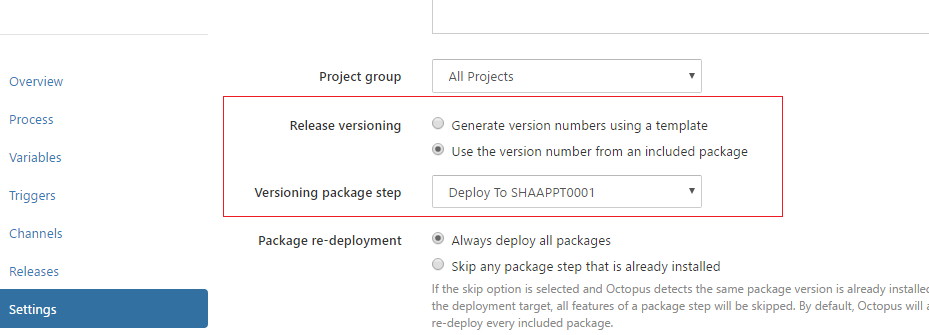 Project group
All Projects
Overview
Process
Variables
Triggers
Channels
Releases
Settings
Release versioning
Generate version numbers using a template
Use the version number from an included package
Versioning package step
Deploy To SHAAPPT0001
Package re-deployment
Always deploy all packages
Skip any package step that is already installed
If the skip option is selected and Octopus detects the same package version is already installed
the deployment target, all features of a package step will be skipped. By default, Octopus will a
re-deploy every included package.